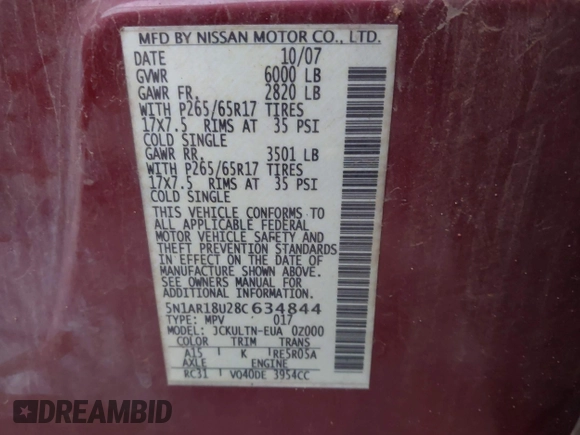 MFD BY NISSAN MOTOR CO., LTD.
DATE 10/07
GVWR 6000 LB
GAWR FR. 2820 LB
WITH P265/65R17 TIRES
17X7.5 RIMS AT 35 PSI
COLD SINGLE
GAWR RR. 3501 LB
WITH P265/65R17 TIRES
17X7.5 RIMS AT 35 PSI
COLD SINGLE
THIS VEHICLE CONFORMS TO
ALL APPLICABLE FEDERAL
MOTOR VEHICLE SAFETY AND
THEFT PREVENTION STANDARDS
IN EFFECT ON THE DATE OF
MANUFACTURE SHOWN ABOVE.
SEE OWNERS MANUAL FOR
ADDITIONAL INFORMATION.
5N1AR18U28C634844
TYPE: MPV 017
MODEL: JCKULTN-EUA 0Z000
COLOR TRIM TRANS
A15 K RE5R05A
AXLE ENGINE
RC31 VQ40DE 3954CC
DREAMBID